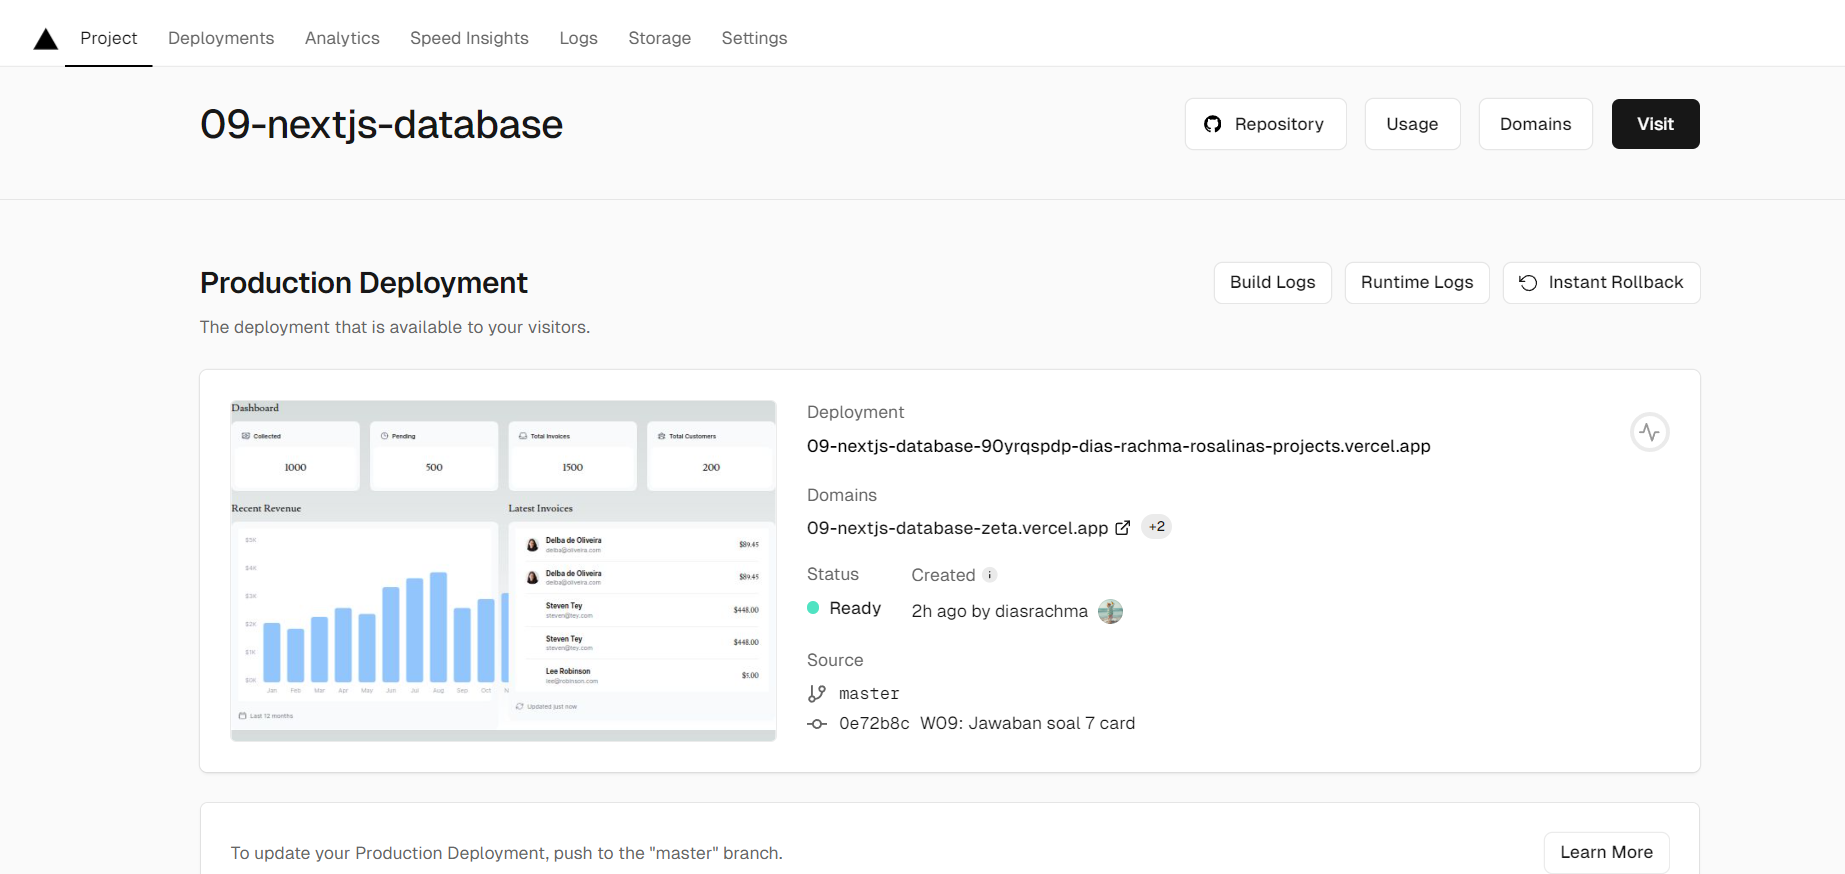 Project Deployments Analytics Speed Insights Logs Storage Settings
09-nextjs-database
Repository Usage Domains Visit
Production Deployment
Build Logs Runtime Logs Instant Rollback
The deployment that is available to your visitors.
Dashboard
Collected Pending Total Invoices Total Customers
1000 500 1500 200
Recent Revenue Latest Invoices
$5K
$4K
$3K
$2K
$1K
$0K
Jan Feb Mar Apr May Jun Jul Aug Sep Oct N
Last 12 months
Delba de Oliveira
delba@oliveira.com
$89.45
Delba de Oliveira
delba@oliveira.com
$89.45
Steven Tey
steven@tey.com
$448.00
Steven Tey
steven@tey.com
$448.00
Lee Robinson
lee@robinson.com
$5.00
Updated just now
Deployment
09-nextjs-database-90yrqspdp-dias-rachma-rosalinas-projects.vercel.app
Domains
09-nextjs-database-zeta.vercel.app +2
Status Created
Ready 2h ago by diasrachma
Source
master
0e72b8c W09: Jawaban soal 7 card
To update your Production Deployment, push to the "master" branch.
Learn More